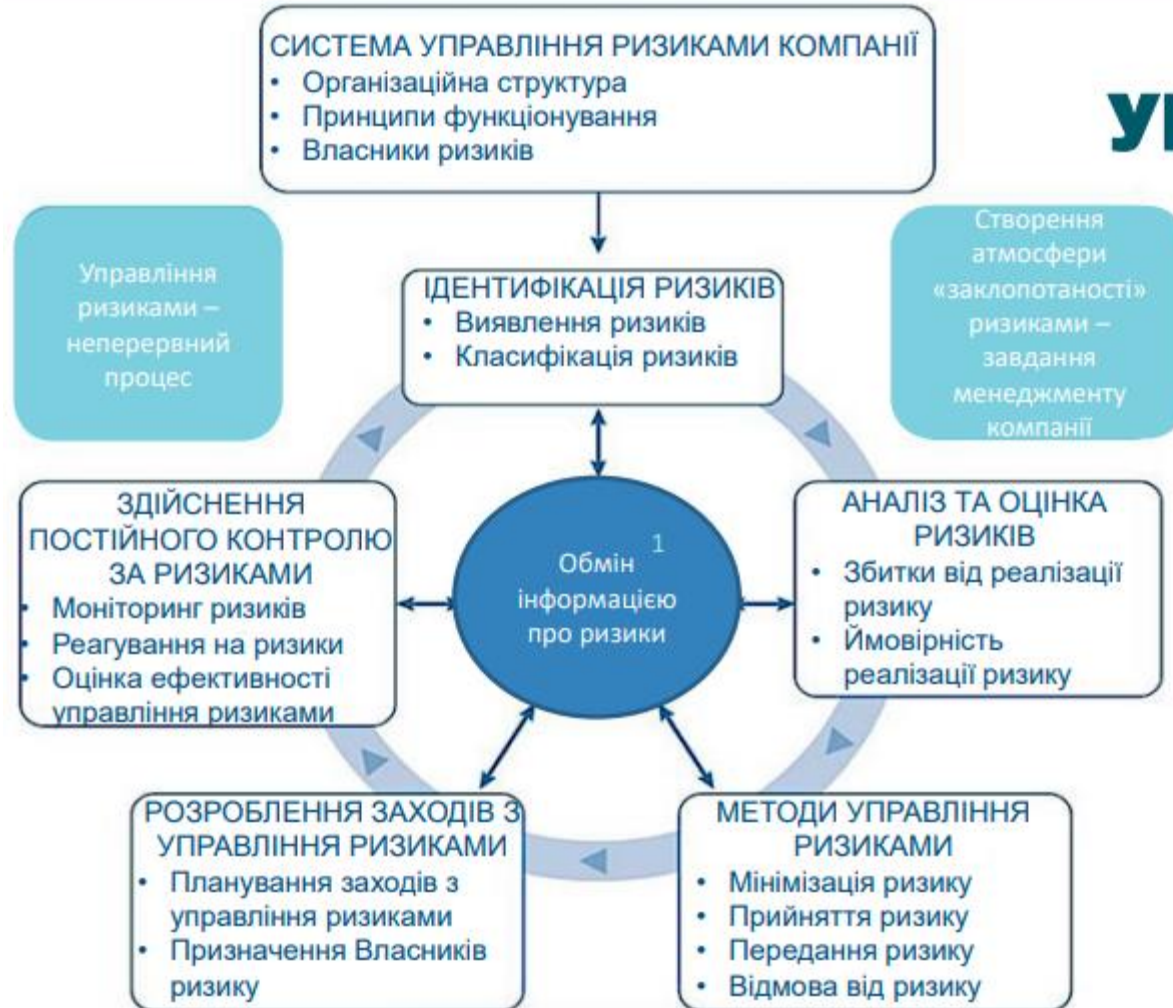 СИСТЕМА УПРАВЛІННЯ РИЗИКАМИ КОМПАНІЇ
• Організаційна структура
• Принципи функціонування
• Власники ризиків
Управління
ризиками –
неперервний
процес
ІДЕНТИФІКАЦІЯ РИЗИКІВ
• Виявлення ризиків
• Класифікація ризиків
Створення
атмосфери
«заклопотаності»
ризиками –
завдання
менеджменту
компанії
ЗДІЙСНЕННЯ
ПОСТІЙНОГО КОНТРОЛЮ
ЗА РИЗИКАМИ
• Моніторинг ризиків
• Реагування на ризики
• Оцінка ефективності
управління ризиками
1
Обмін
інформацією
про ризики
АНАЛІЗ ТА ОЦІНКА
РИЗИКІВ
• Збитки від реалізації
ризику
• Ймовірність
реалізації ризику
РОЗРОБЛЕННЯ ЗАХОДІВ З
УПРАВЛІННЯ РИЗИКАМИ
• Планування заходів з
управління ризиками
• Призначення Власників
ризику
МЕТОДИ УПРАВЛІННЯ
РИЗИКАМИ
• Мінімізація ризику
• Прийняття ризику
• Передання ризику
• Відмова від ризику